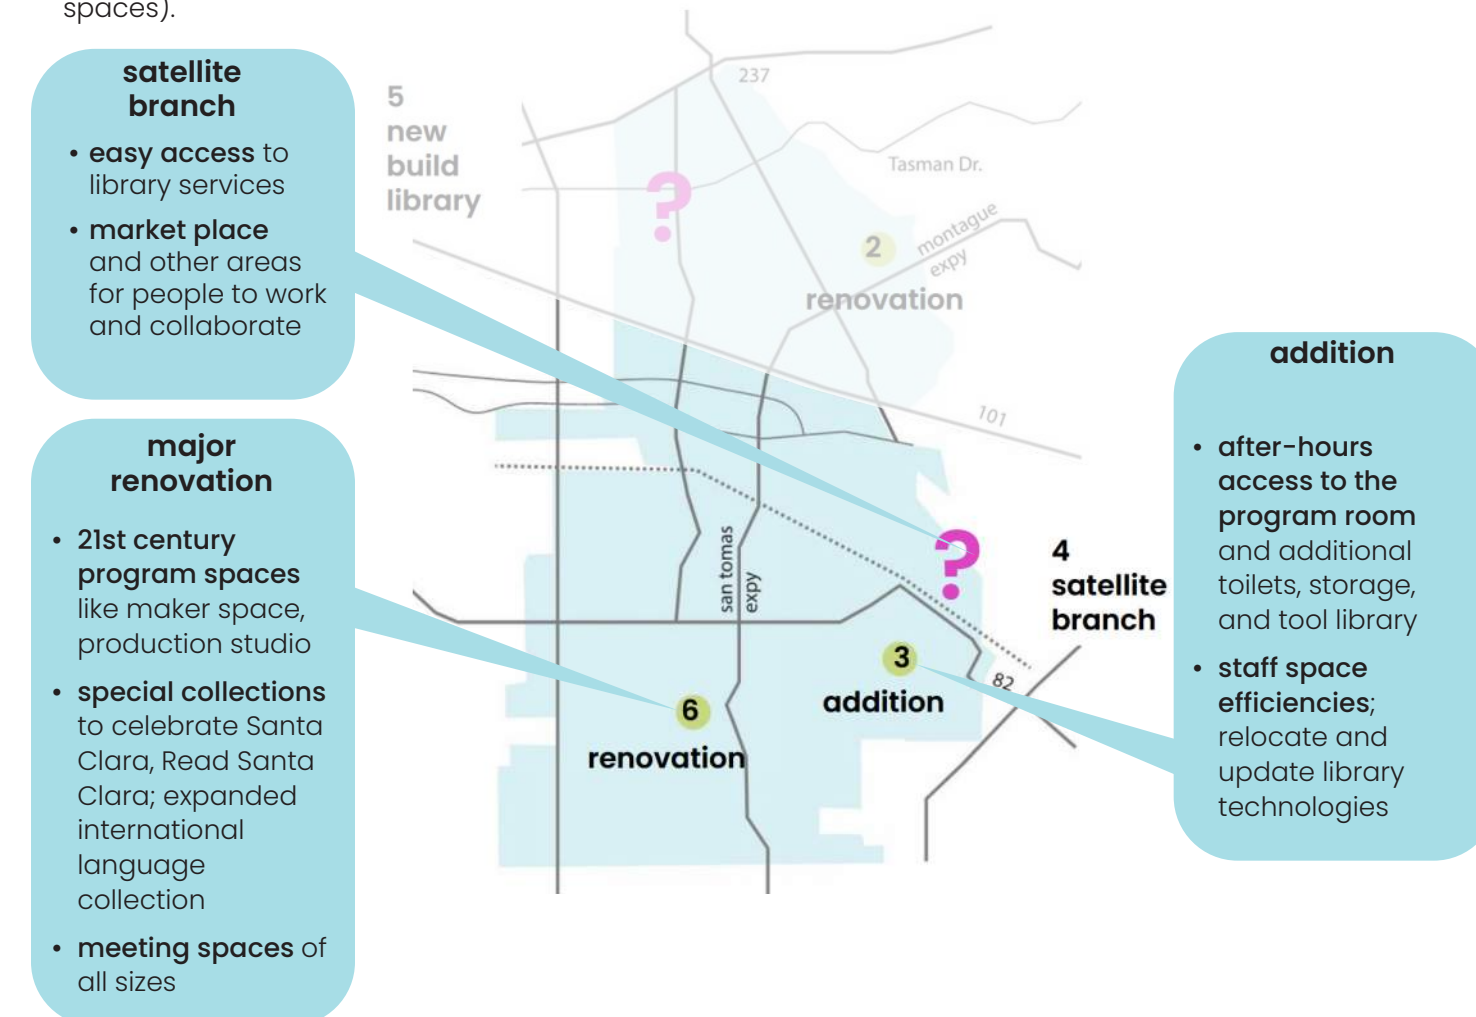 spaces).
satellite
branch
• easy access to
library services
• market place
and other areas
for people to work
and collaborate
major
renovation
• 21st century
program spaces
like maker space,
production studio
• special collections
to celebrate Santa
Clara, Read Santa
Clara; expanded
international
language
collection
• meeting spaces of
all sizes
5
new
build
library
?
237
Tasman Dr.
2
montague
expy
renovation
101
san tomas
expy
?
4
satellite
branch
3
addition
82
6
renovation
addition
• after-hours
access to the
program room
and additional
toilets, storage,
and tool library
• staff space
efficiencies;
relocate and
update library
technologies